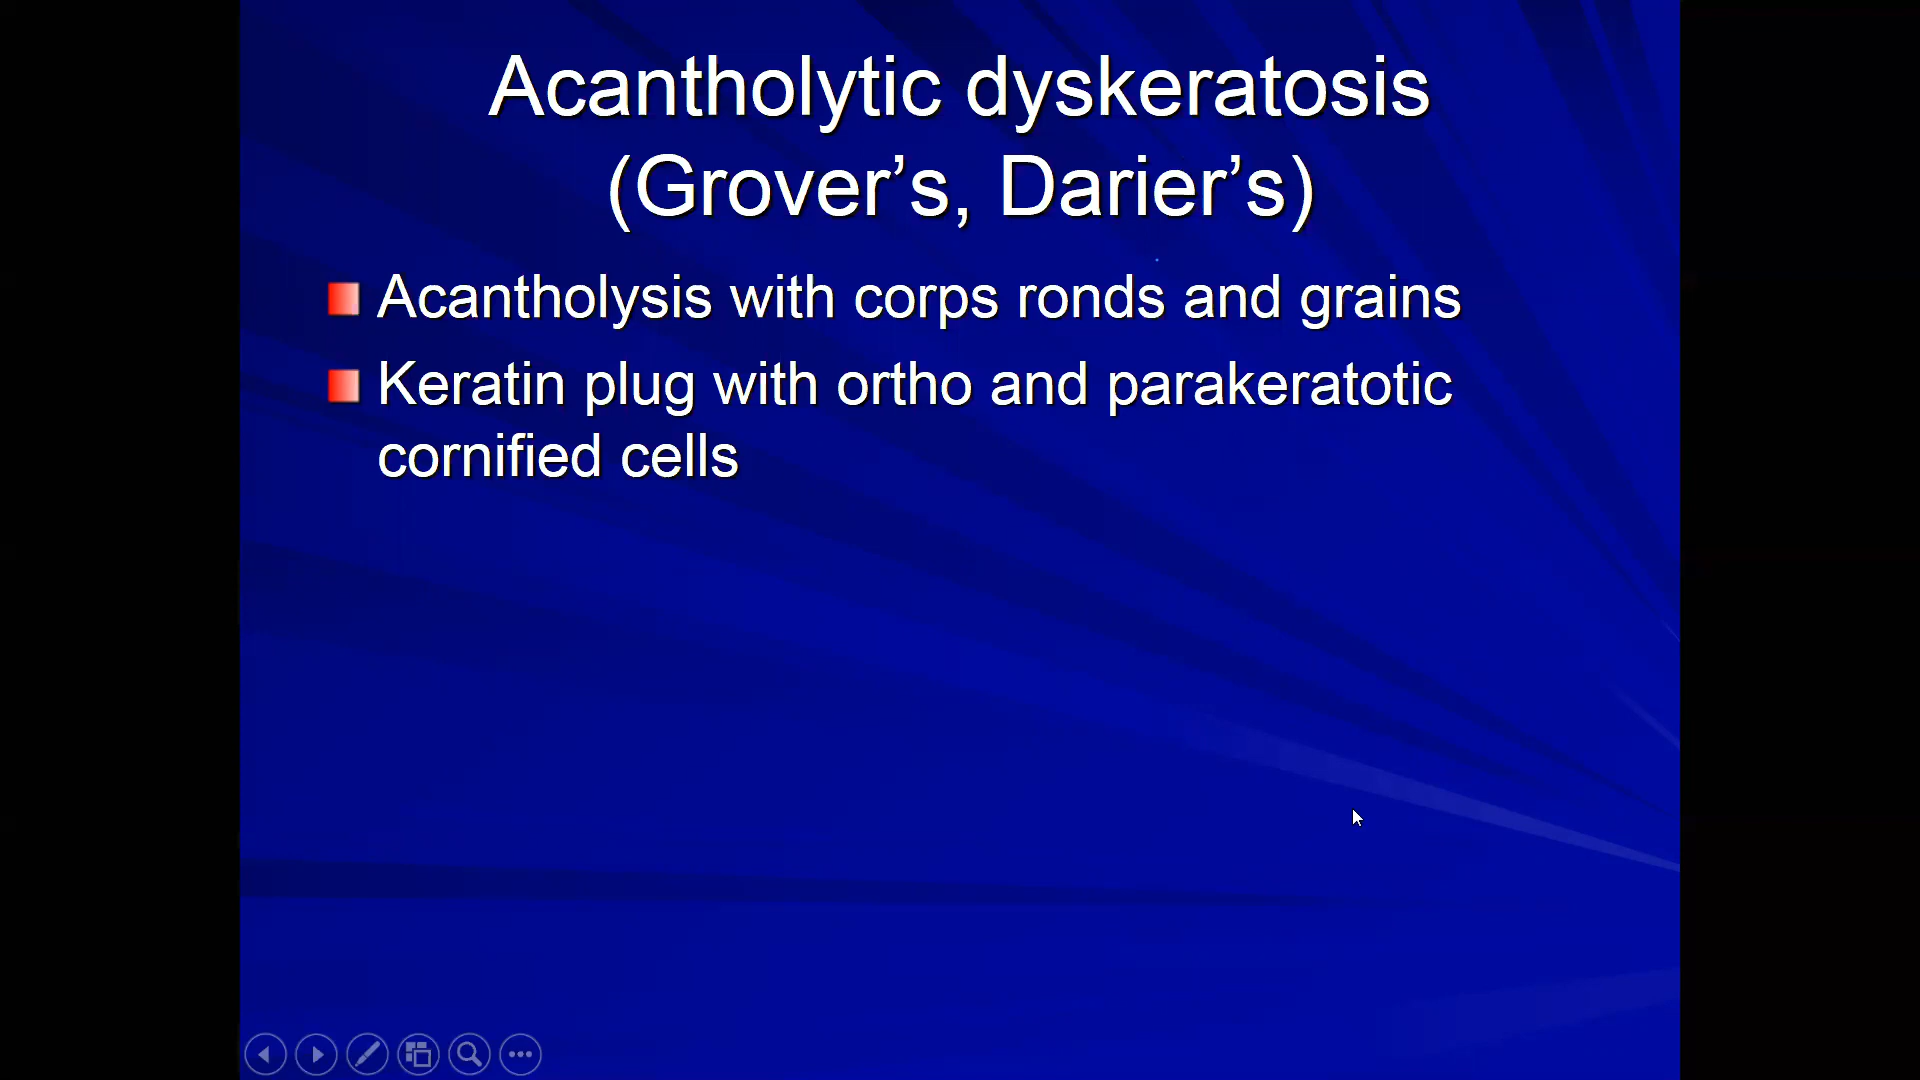 Acantholytic dyskeratosis
(Grover’s, Darier’s)
Acantholysis with corps ronds and grains
Keratin plug with ortho and parakeratotic
cornified cells